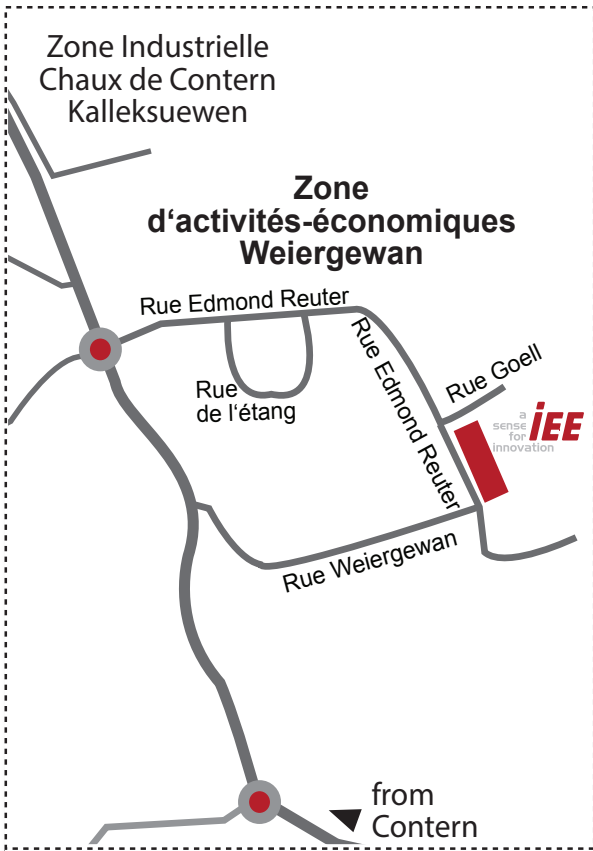 Zone Industrielle
Chaux de Contern
Kalleksuewen
Zone
d‘activités-économiques
Weiergewan
Rue Edmond Reuter
Rue Edmond Reuter
Rue Goell
Rue
de l‘étang
a
sense
for
innovation
iEE
Rue Weiergewan
from
Contern